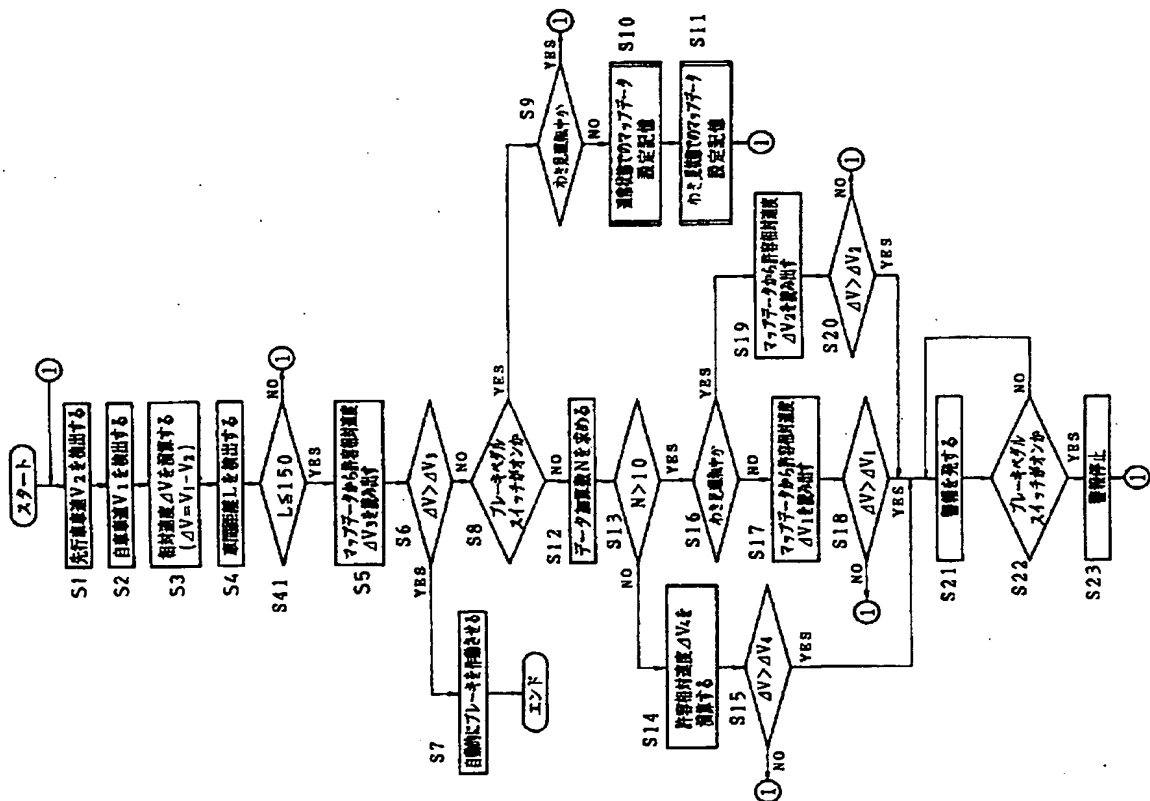 スタート
①
S1
先行車車速V₂を検出する
S2
自車車速V₁を検出する
S3
相対速度ΔVを演算する
(ΔV=V₁-V₂)
S4
車間距離Lを検出する
S41
L≦150
NO
①
YES
S5
マップデータから許容相対速度
ΔV₃を読み出す
S6
ΔV>ΔV₃
YES
NO
S7
自動的にブレーキを作動させる
エンド
S8
ブレーキペダル
スイッチがオンか
YES
NO
S9
わき見運転中か
YES
①
NO
S10
通常状態でのマップデータ
設定記憶
S11
わき見状態でのマップデータ
設定記憶
①
S12
データ加算数Nを求める
S13
N>10
NO
YES
S14
許容相対速度ΔV₄を
演算する
S15
ΔV>ΔV₄
NO
①
YES
S16
わき見運転中か
YES
NO
S17
マップデータから許容相対速度
ΔV₁を読み出す
S18
ΔV>ΔV₁
NO
①
YES
S19
マップデータから許容相対速度
ΔV₂を読み出す
S20
ΔV>ΔV₂
NO
①
YES
S21
警報を発する
S22
ブレーキペダル
スイッチがオンか
NO
YES
S23
警報停止
①